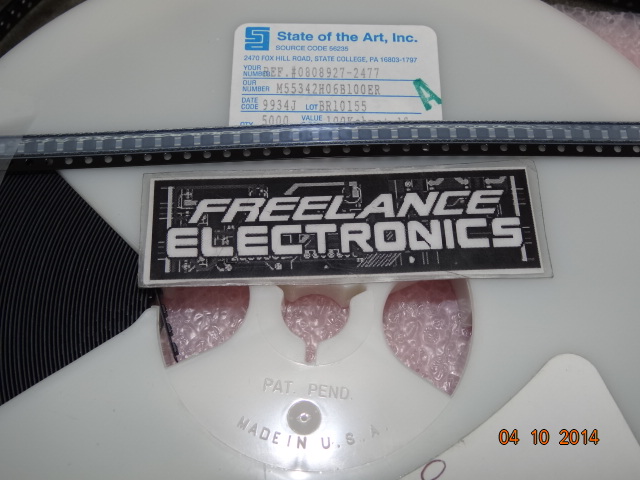 State of the Art, Inc.
SOURCE CODE 56235
2470 FOX HILL ROAD, STATE COLLEGE, PA 16803-1797
YOUR NUMBER REF.#0808927-2477
OUR NUMBER M55342H06B100ER
DATE CODE 9934J LOT BR10155
QTY. 5000 VALUE 100K
A
FREELANCE
ELECTRONICS
PAT. PEND.
MADE IN U.S.A.
04 10 2014